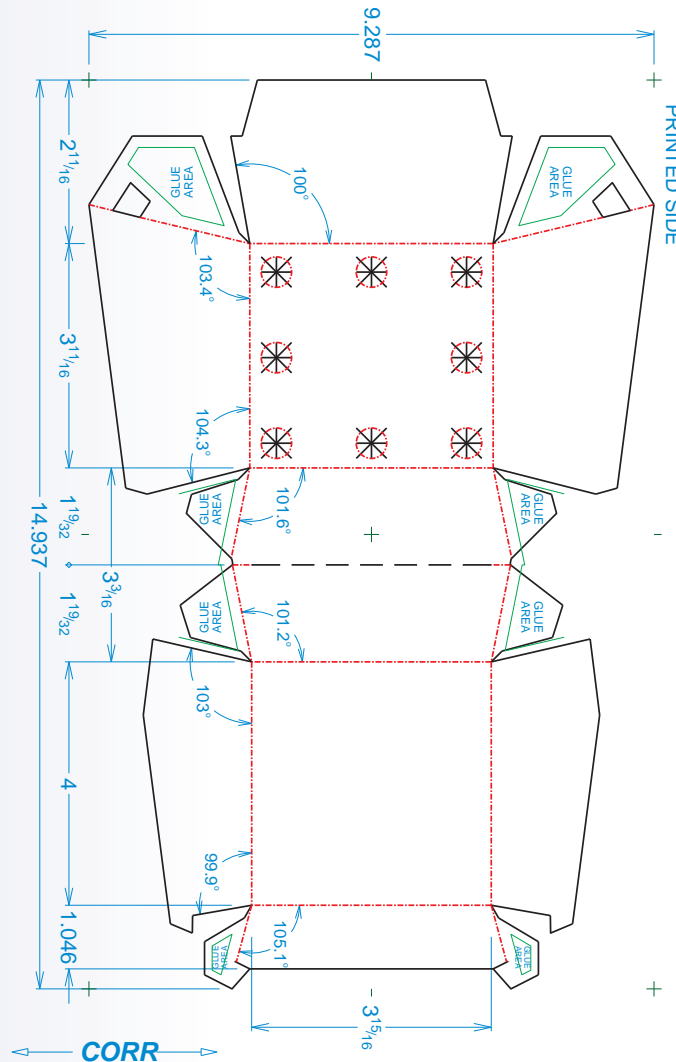 9.287
PRINTED SIDE
GLUE
AREA
GLUE
AREA
2 11/16
100°
103.4°
3 11/16
104.3°
GLUE
AREA
GLUE
AREA
101.6°
1 19/32
14.937
3 3/16
1 19/32
GLUE
AREA
GLUE
AREA
101.2°
103°
4
99.9°
105.1°
1.046
GLUE
AREA
GLUE
AREA
3 15/16
CORR